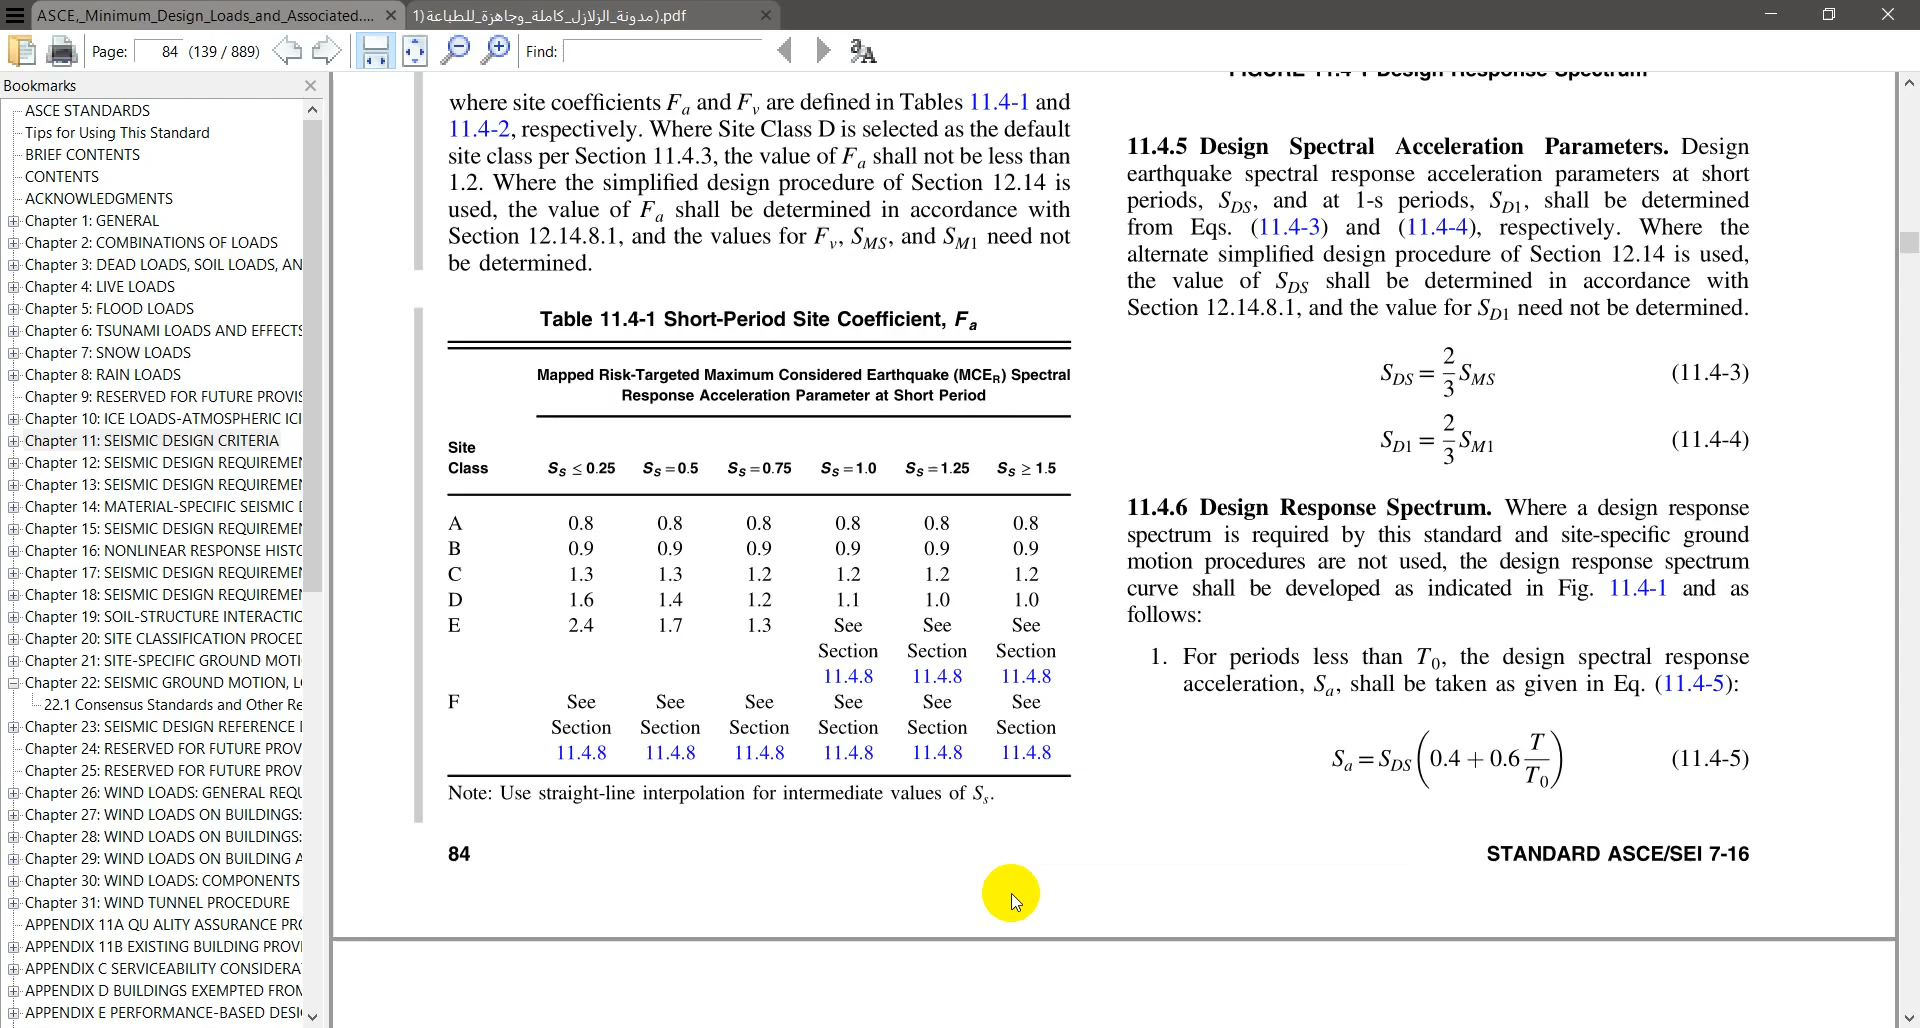 ASCE,_Minimum_Design_Loads_and_Associated....
مدونة_الزلازل_كاملة_وجاهزة_للطباعة(1).pdf
Page: 84 (139 / 889)
Find:
Bookmarks
ASCE STANDARDS
Tips for Using This Standard
BRIEF CONTENTS
CONTENTS
ACKNOWLEDGMENTS
Chapter 1: GENERAL
Chapter 2: COMBINATIONS OF LOADS
Chapter 3: DEAD LOADS, SOIL LOADS, AN
Chapter 4: LIVE LOADS
Chapter 5: FLOOD LOADS
Chapter 6: TSUNAMI LOADS AND EFFECTS
Chapter 7: SNOW LOADS
Chapter 8: RAIN LOADS
Chapter 9: RESERVED FOR FUTURE PROVIS
Chapter 10: ICE LOADS-ATMOSPHERIC ICI
Chapter 11: SEISMIC DESIGN CRITERIA
Chapter 12: SEISMIC DESIGN REQUIREMEN
Chapter 13: SEISMIC DESIGN REQUIREMEN
Chapter 14: MATERIAL-SPECIFIC SEISMIC D
Chapter 15: SEISMIC DESIGN REQUIREMEN
Chapter 16: NONLINEAR RESPONSE HISTO
Chapter 17: SEISMIC DESIGN REQUIREMEN
Chapter 18: SEISMIC DESIGN REQUIREMEN
Chapter 19: SOIL-STRUCTURE INTERACTIO
Chapter 20: SITE CLASSIFICATION PROCED
Chapter 21: SITE-SPECIFIC GROUND MOTI
Chapter 22: SEISMIC GROUND MOTION, L
22.1 Consensus Standards and Other Re
Chapter 23: SEISMIC DESIGN REFERENCE
Chapter 24: RESERVED FOR FUTURE PROV
Chapter 25: RESERVED FOR FUTURE PROV
Chapter 26: WIND LOADS: GENERAL REQU
Chapter 27: WIND LOADS ON BUILDINGS:
Chapter 28: WIND LOADS ON BUILDINGS:
Chapter 29: WIND LOADS ON BUILDING A
Chapter 30: WIND LOADS: COMPONENTS
Chapter 31: WIND TUNNEL PROCEDURE
APPENDIX 11A QU ALITY ASSURANCE PRO
APPENDIX 11B EXISTING BUILDING PROVI
APPENDIX C SERVICEABILITY CONSIDERA
APPENDIX D BUILDINGS EXEMPTED FROM
APPENDIX E PERFORMANCE-BASED DESI
where site coefficients Fa and Fv are defined in Tables 11.4-1 and
11.4-2, respectively. Where Site Class D is selected as the default
site class per Section 11.4.3, the value of Fa shall not be less than
1.2. Where the simplified design procedure of Section 12.14 is
used, the value of Fa shall be determined in accordance with
Section 12.14.8.1, and the values for Fv, SMS, and SM1 need not
be determined.
Table 11.4-1 Short-Period Site Coefficient, Fa
Mapped Risk-Targeted Maximum Considered Earthquake (MCER) Spectral
Response Acceleration Parameter at Short Period
Site
Class SS ≤ 0.25 SS = 0.5 SS = 0.75 SS = 1.0 SS = 1.25 SS ≥ 1.5
A 0.8 0.8 0.8 0.8 0.8 0.8
B 0.9 0.9 0.9 0.9 0.9 0.9
C 1.3 1.3 1.2 1.2 1.2 1.2
D 1.6 1.4 1.2 1.1 1.0 1.0
E 2.4 1.7 1.3 See See See
Section Section Section
11.4.8 11.4.8 11.4.8
F See See See See See See
Section Section Section Section Section Section
11.4.8 11.4.8 11.4.8 11.4.8 11.4.8 11.4.8
Note: Use straight-line interpolation for intermediate values of Ss.
84
FIGURE 11.4-1 Design Response Spectrum
11.4.5 Design Spectral Acceleration Parameters. Design
earthquake spectral response acceleration parameters at short
periods, SDS, and at 1-s periods, SD1, shall be determined
from Eqs. (11.4-3) and (11.4-4), respectively. Where the
alternate simplified design procedure of Section 12.14 is used,
the value of SDS shall be determined in accordance with
Section 12.14.8.1, and the value for SD1 need not be determined.
SDS = 2/3 SMS (11.4-3)
SD1 = 2/3 SM1 (11.4-4)
11.4.6 Design Response Spectrum. Where a design response
spectrum is required by this standard and site-specific ground
motion procedures are not used, the design response spectrum
curve shall be developed as indicated in Fig. 11.4-1 and as
follows:
1. For periods less than T0, the design spectral response
acceleration, Sa, shall be taken as given in Eq. (11.4-5):
Sa = SDS (0.4 + 0.6 T/T0) (11.4-5)
STANDARD ASCE/SEI 7-16